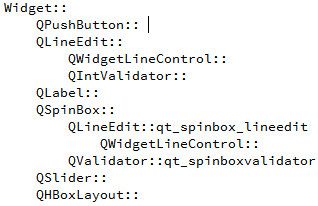 Widget::
QPushButton::
QLineEdit::
QWidgetLineControl::
QIntValidator::
QLabel::
QSpinBox::
QLineEdit::qt_spinbox_lineedit
QWidgetLineControl::
QValidator::qt_spinboxvalidator
QSlider::
QHBoxLayout::